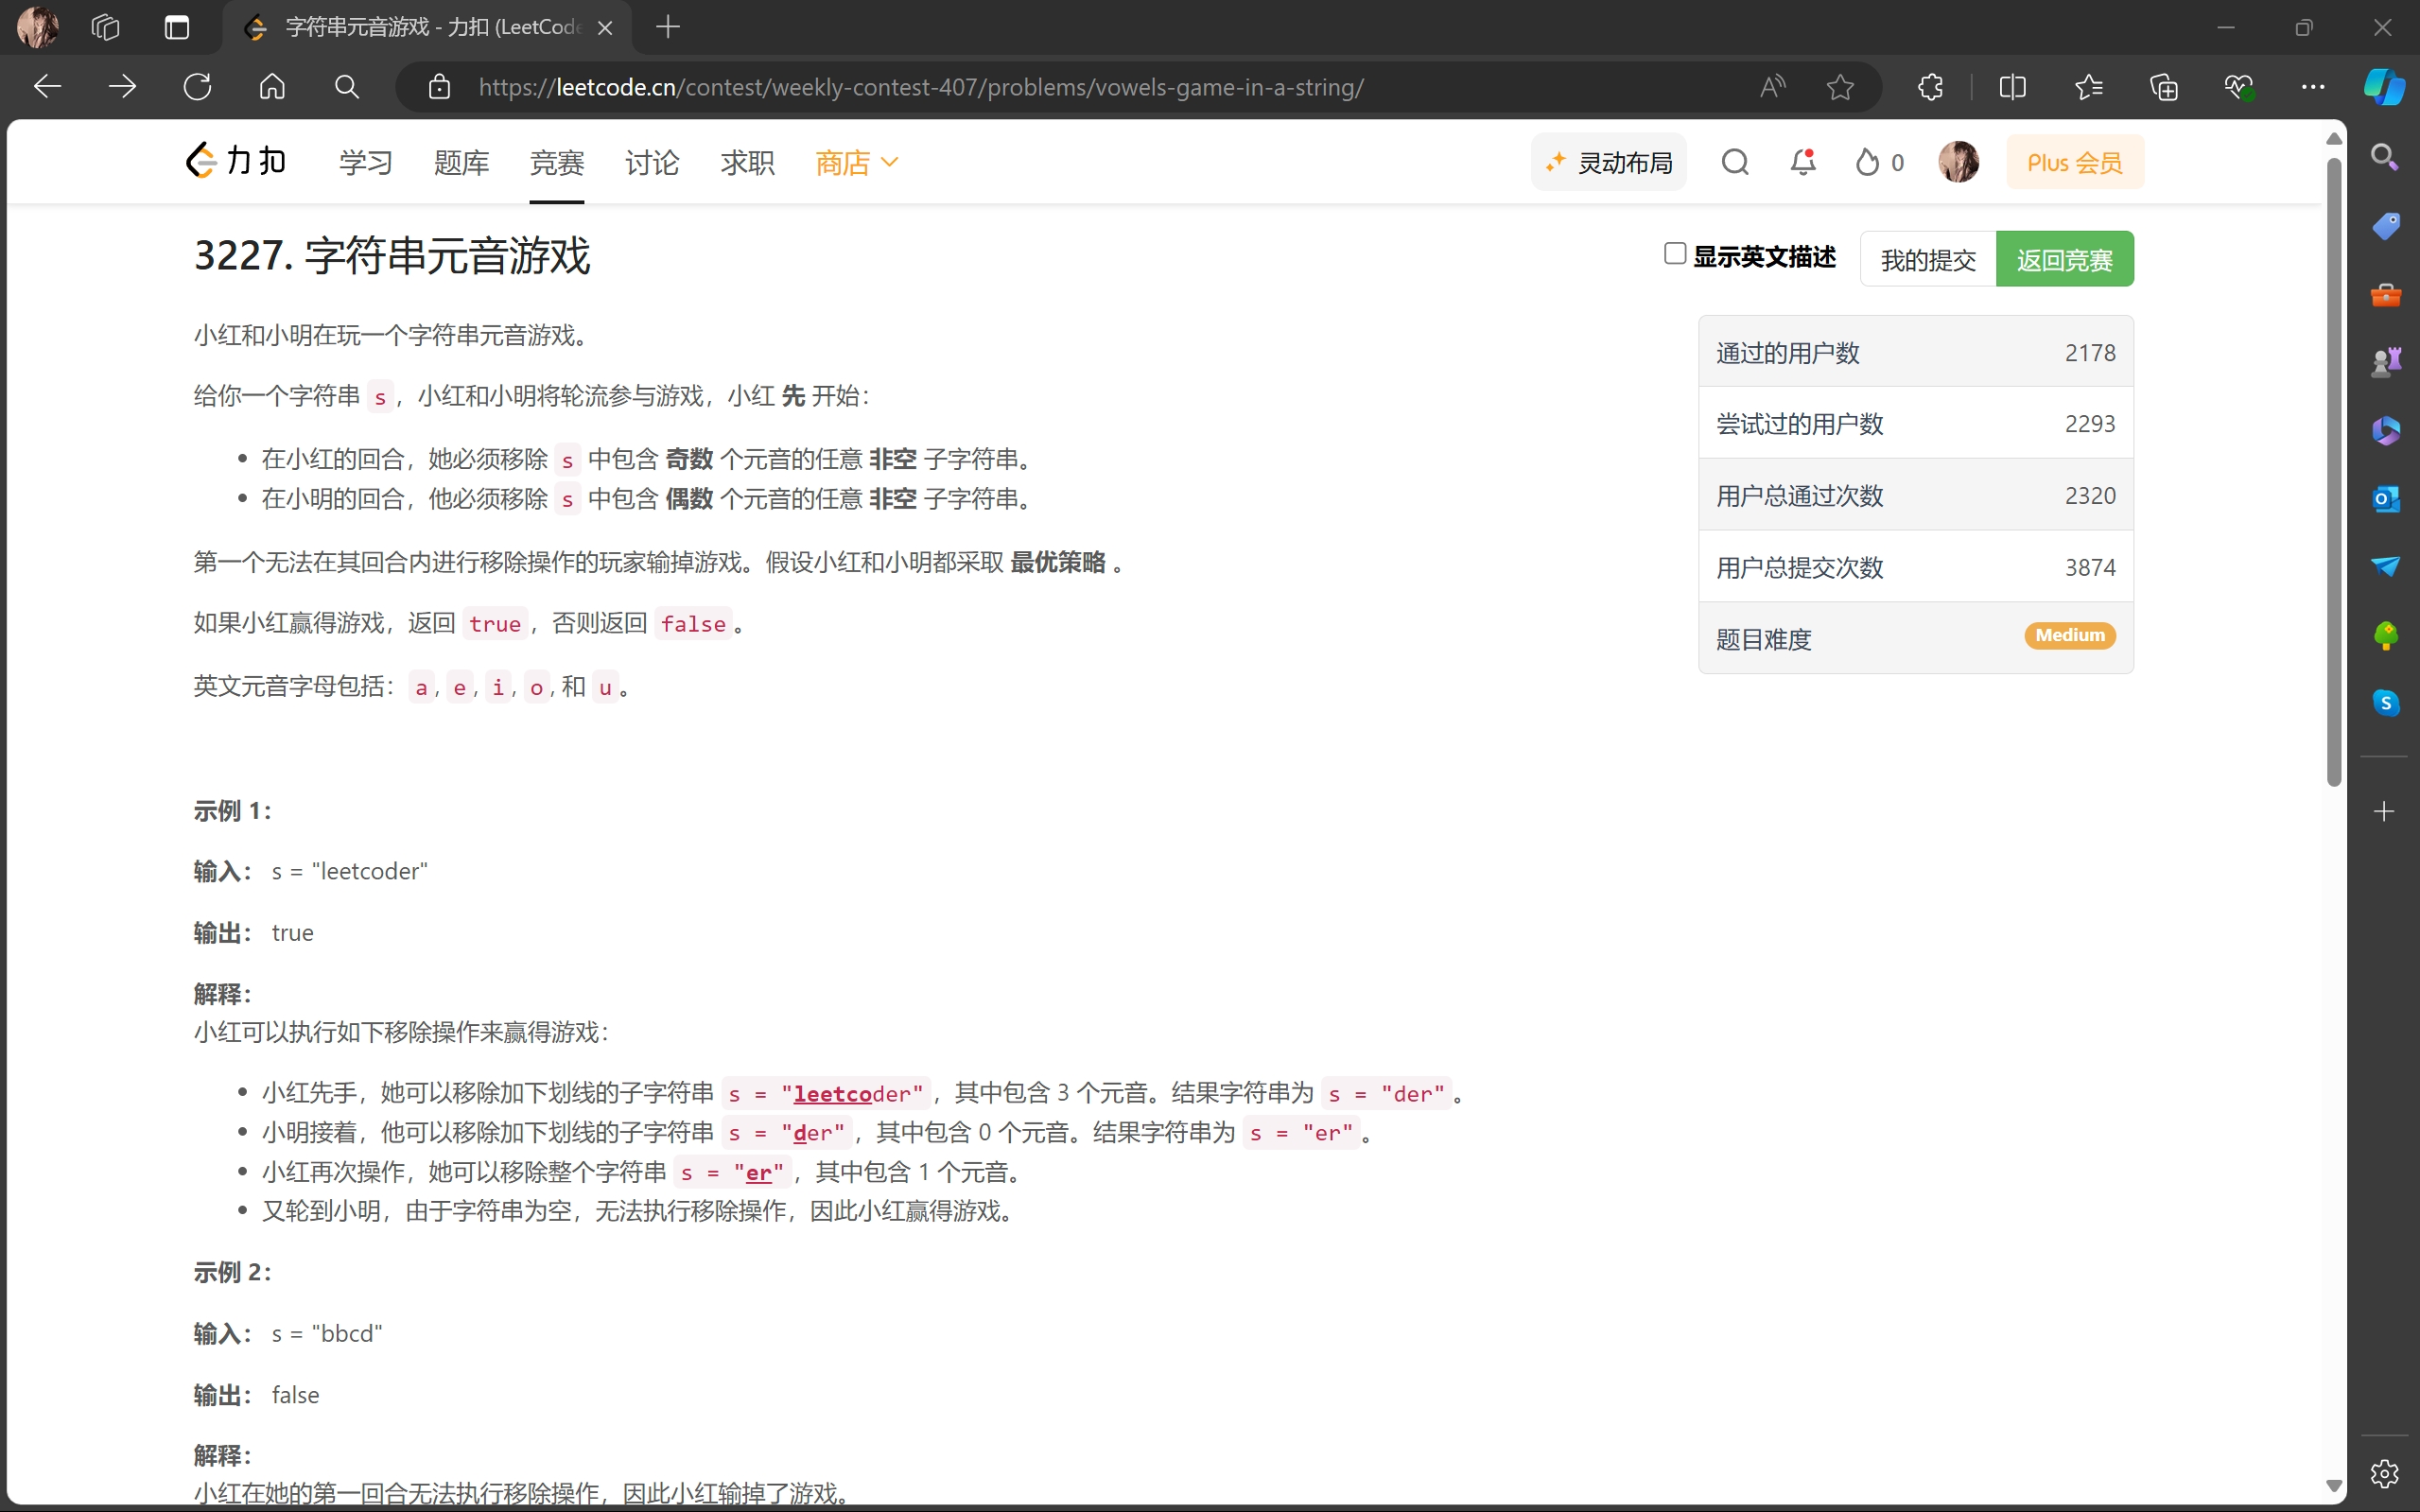 字符串元音游戏 - 力扣 (LeetCode
https://leetcode.cn/contest/weekly-contest-407/problems/vowels-game-in-a-string/
力扣 学习 题库 竞赛 讨论 求职 商店 灵动布局 0 Plus 会员
3227. 字符串元音游戏
显示英文描述 我的提交 返回竞赛
小红和小明在玩一个字符串元音游戏。
给你一个字符串 s，小红和小明将轮流参与游戏，小红 先 开始：
• 在小红的回合，她必须移除 s 中包含 奇数 个元音的任意 非空 子字符串。
• 在小明的回合，他必须移除 s 中包含 偶数 个元音的任意 非空 子字符串。
第一个无法在其回合内进行移除操作的玩家输掉游戏。假设小红和小明都采取 最优策略 。
如果小红赢得游戏，返回 true，否则返回 false。
英文元音字母包括：a, e, i, o, 和 u。
通过的用户数 2178
尝试过的用户数 2293
用户总通过次数 2320
用户总提交次数 3874
题目难度 Medium
示例 1：
输入： s = "leetcoder"
输出： true
解释：
小红可以执行如下移除操作来赢得游戏：
• 小红先手，她可以移除加下划线的子字符串 s = "leetcoder"，其中包含 3 个元音。结果字符串为 s = "der"。
• 小明接着，他可以移除加下划线的子字符串 s = "der"，其中包含 0 个元音。结果字符串为 s = "er"。
• 小红再次操作，她可以移除整个字符串 s = "er"，其中包含 1 个元音。
• 又轮到小明，由于字符串为空，无法执行移除操作，因此小红赢得游戏。
示例 2：
输入： s = "bbcd"
输出： false
解释：
小红在她的第一回合无法执行移除操作，因此小红输掉了游戏。